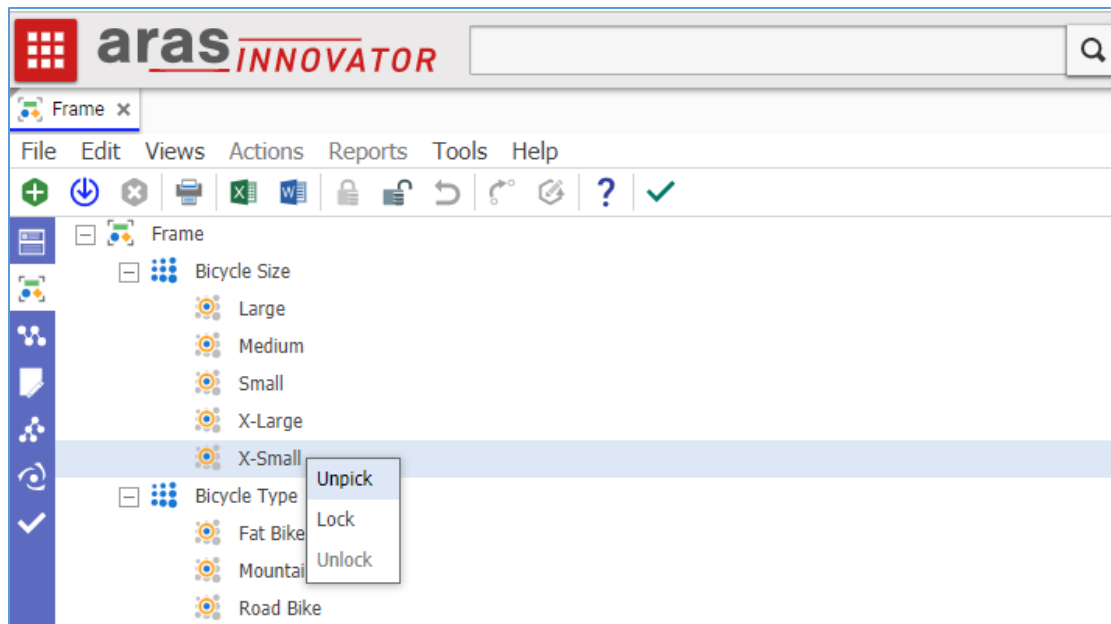 aras INNOVATOR
Frame
File Edit Views Actions Reports Tools Help
Frame
Bicycle Size
Large
Medium
Small
X-Large
X-Small
Unpick
Bicycle Type
Lock
Fat Bike
Unlock
Mountai
Road Bike